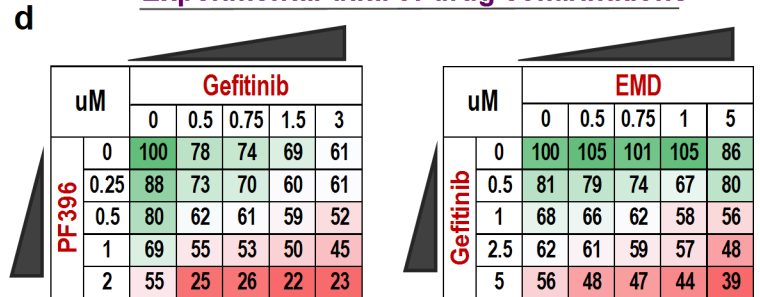 d
uM Gefitinib
0 0.5 0.75 1.5 3
PF396
0 100 78 74 69 61
0.25 88 73 70 60 61
0.5 80 62 61 59 52
1 69 55 53 50 45
2 55 25 26 22 23
uM EMD
0 0.5 0.75 1 5
Gefitinib
0 100 105 101 105 86
0.5 81 79 74 67 80
1 68 66 62 58 56
2.5 62 61 59 57 48
5 56 48 47 44 39